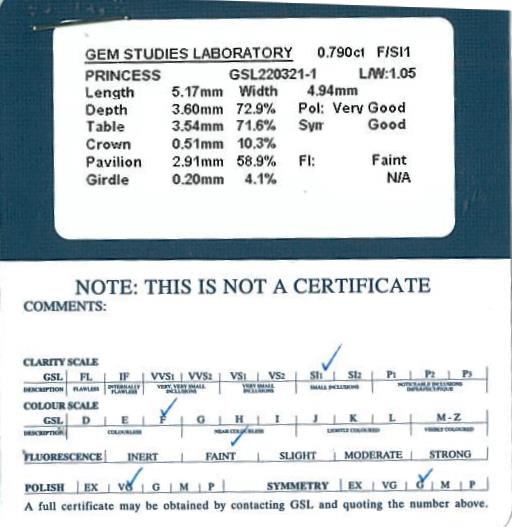 GEM STUDIES LABORATORY 0.790ct F/SI1
PRINCESS GSL220321-1 L/W:1.05
Length 5.17mm Width 4.94mm
Depth 3.60mm 72.9% Pol: Very Good
Table 3.54mm 71.6% Sym Good
Crown 0.51mm 10.3%
Pavilion 2.91mm 58.9% Fl: Faint
Girdle 0.20mm 4.1% N/A
NOTE: THIS IS NOT A CERTIFICATE
COMMENTS:
CLARITY SCALE
GSL FL IF VVS1 VVS2 VS1 VS2 SI1 SI2 P1 P2 P3
DESCRIPTION FLAWLESS INTERNALLY FLAWLESS VERY, VERY SMALL INCLUSIONS VERY SMALL INCLUSIONS SMALL INCLUSIONS NOTICEABLE INCLUSIONS
COLOUR SCALE
GSL D E F G H I J K L M - Z
DESCRIPTION COLOURLESS NEAR COLOURLESS LIGHTLY COLOURED VISIBLY COLOURED
FLUORESCENCE INERT FAINT SLIGHT MODERATE STRONG
POLISH EX VG G M P SYMMETRY EX VG G M P
A full certificate may be obtained by contacting GSL and quoting the number above.